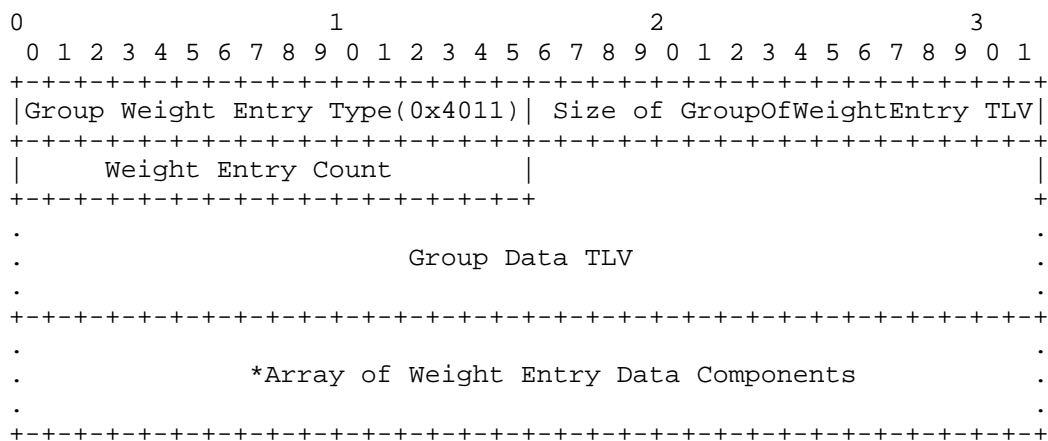 0                   1                   2                   3
 0 1 2 3 4 5 6 7 8 9 0 1 2 3 4 5 6 7 8 9 0 1 2 3 4 5 6 7 8 9 0 1
+-+-+-+-+-+-+-+-+-+-+-+-+-+-+-+-+-+-+-+-+-+-+-+-+-+-+-+-+-+-+-+-+
|Group Weight Entry Type(0x4011)| Size of GroupOfWeightEntry TLV|
+-+-+-+-+-+-+-+-+-+-+-+-+-+-+-+-+-+-+-+-+-+-+-+-+-+-+-+-+-+-+-+-+
|     Weight Entry Count        |                               |
+-+-+-+-+-+-+-+-+-+-+-+-+-+-+-+-+                               +
.                                                               .
.                        Group Data TLV                         .
.                                                               .
+-+-+-+-+-+-+-+-+-+-+-+-+-+-+-+-+-+-+-+-+-+-+-+-+-+-+-+-+-+-+-+-+
.                                                               .
.              *Array of Weight Entry Data Components           .
.                                                               .
+-+-+-+-+-+-+-+-+-+-+-+-+-+-+-+-+-+-+-+-+-+-+-+-+-+-+-+-+-+-+-+-+